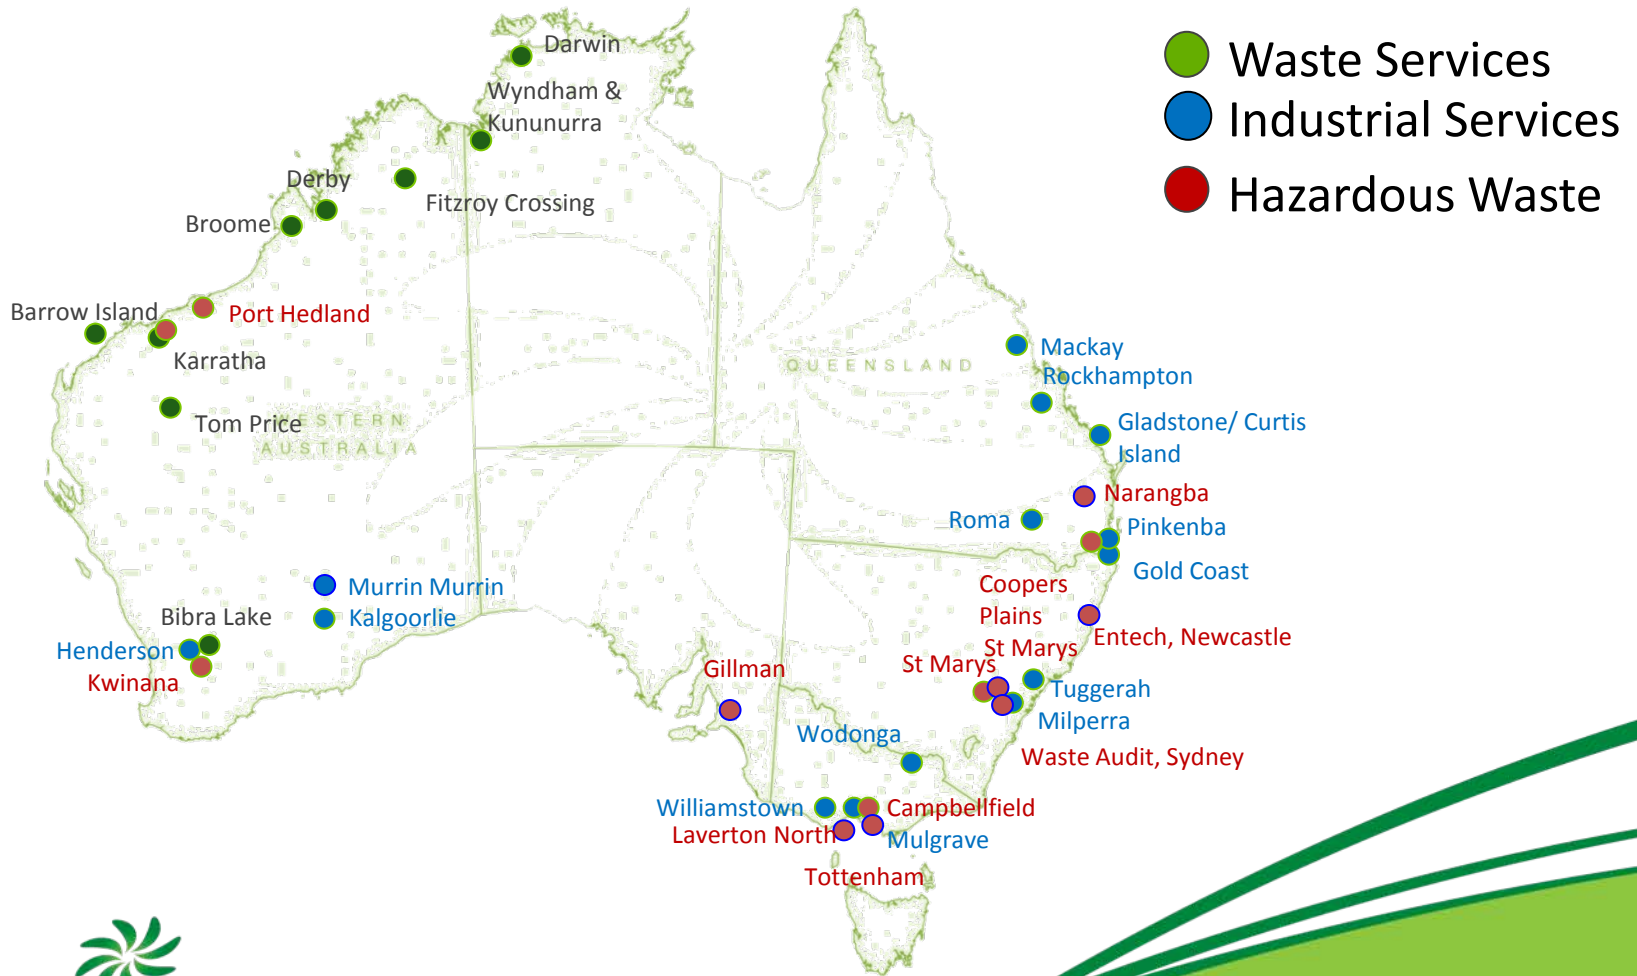 Darwin
Wyndham &
Kununurra
Derby
Fitzroy Crossing
Broome
Barrow Island
Port Hedland
Karratha
Tom Price
WESTERN
AUSTRALIA
QUEENSLAND
Waste Services
Industrial Services
Hazardous Waste
Mackay
Rockhampton
Gladstone/ Curtis
Island
Narangba
Roma
Pinkenba
Gold Coast
Coopers
Plains
Entech, Newcastle
St Marys
St Marys
Tuggerah
Milperra
Waste Audit, Sydney
Murrin Murrin
Kalgoorlie
Bibra Lake
Henderson
Kwinana
Gillman
Wodonga
Williamstown
Campbellfield
Laverton North
Mulgrave
Tottenham